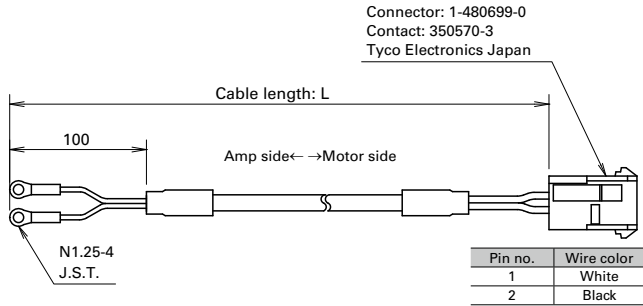 Connector: 1-480699-0
Contact: 350570-3
Tyco Electronics Japan
Cable length: L
100
Amp side← →Motor side
N1.25-4
J.S.T.
Pin no. Wire color
1 White
2 Black